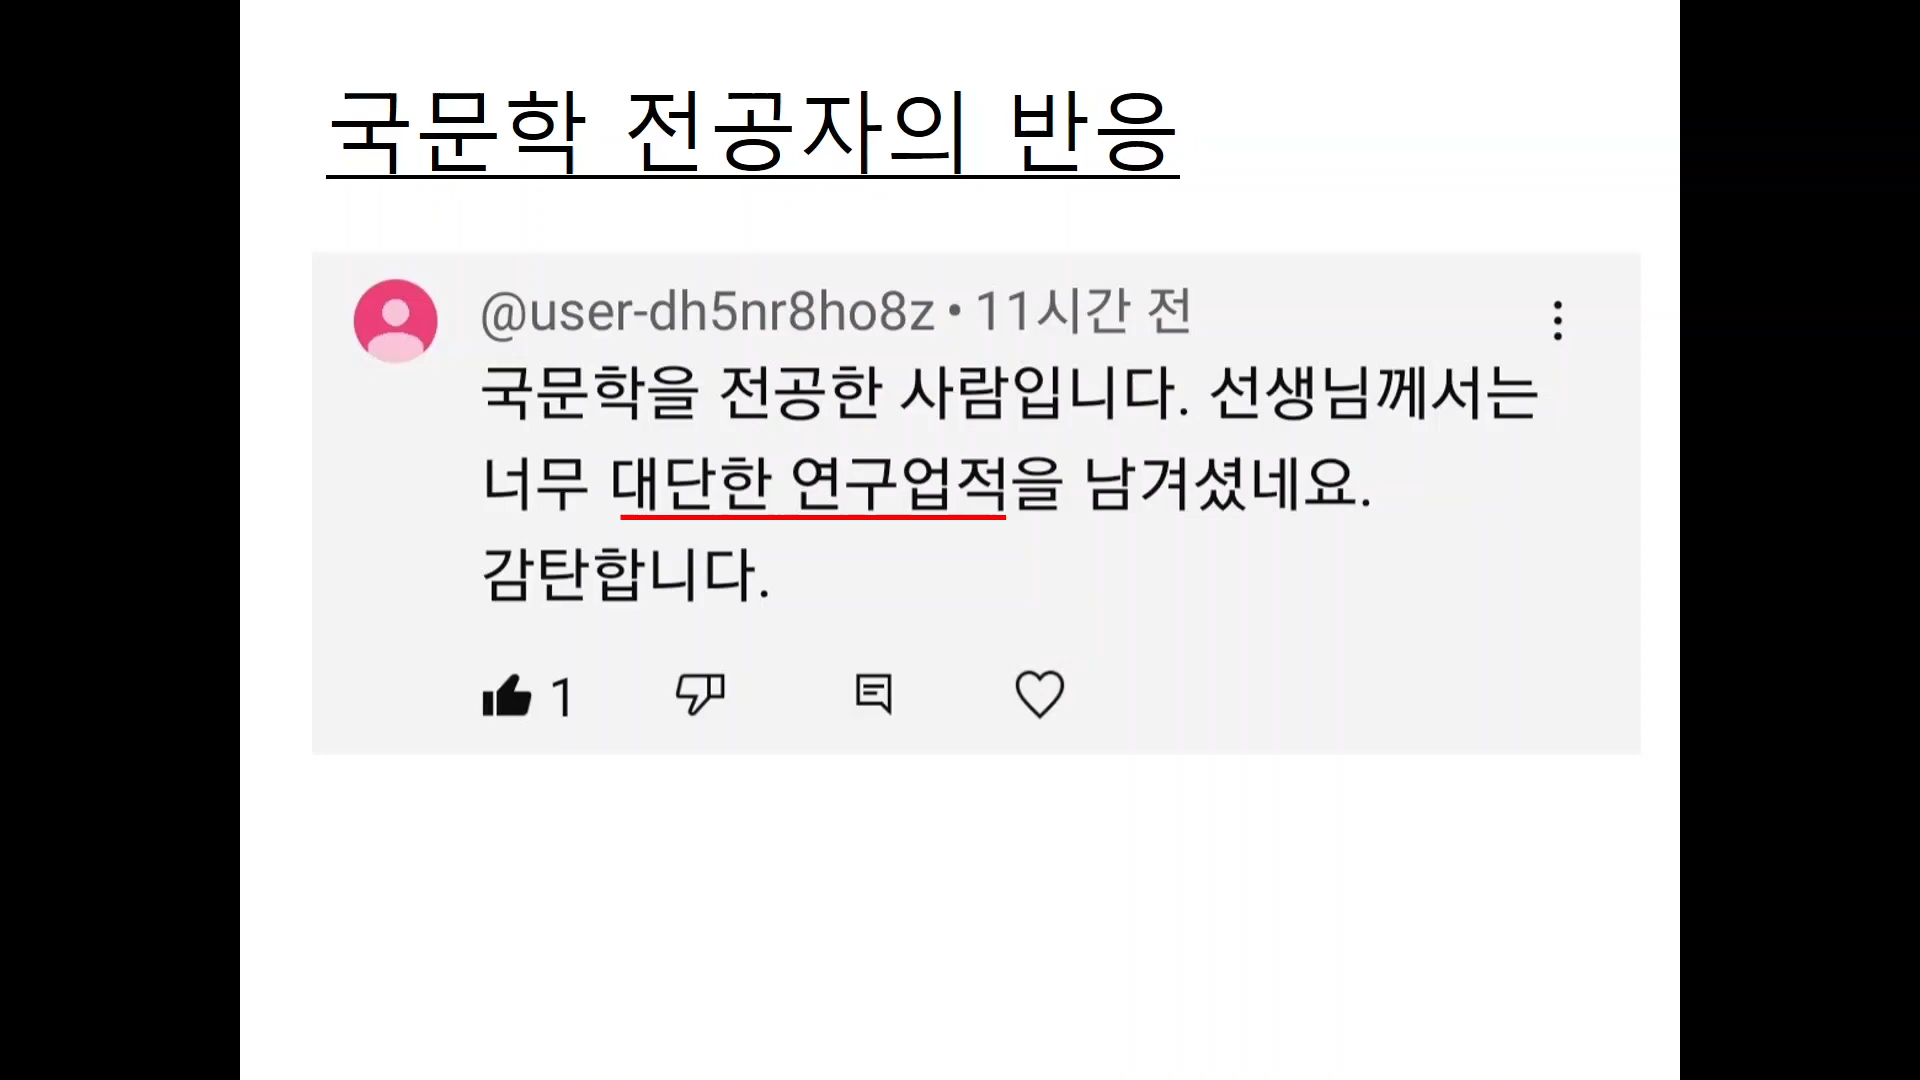 국문학 전공자의 반응
@user-dh5nr8ho8z • 11시간 전
국문학을 전공한 사람입니다. 선생님께서는
너무 대단한 연구업적을 남겨셨네요.
감탄합니다.
1